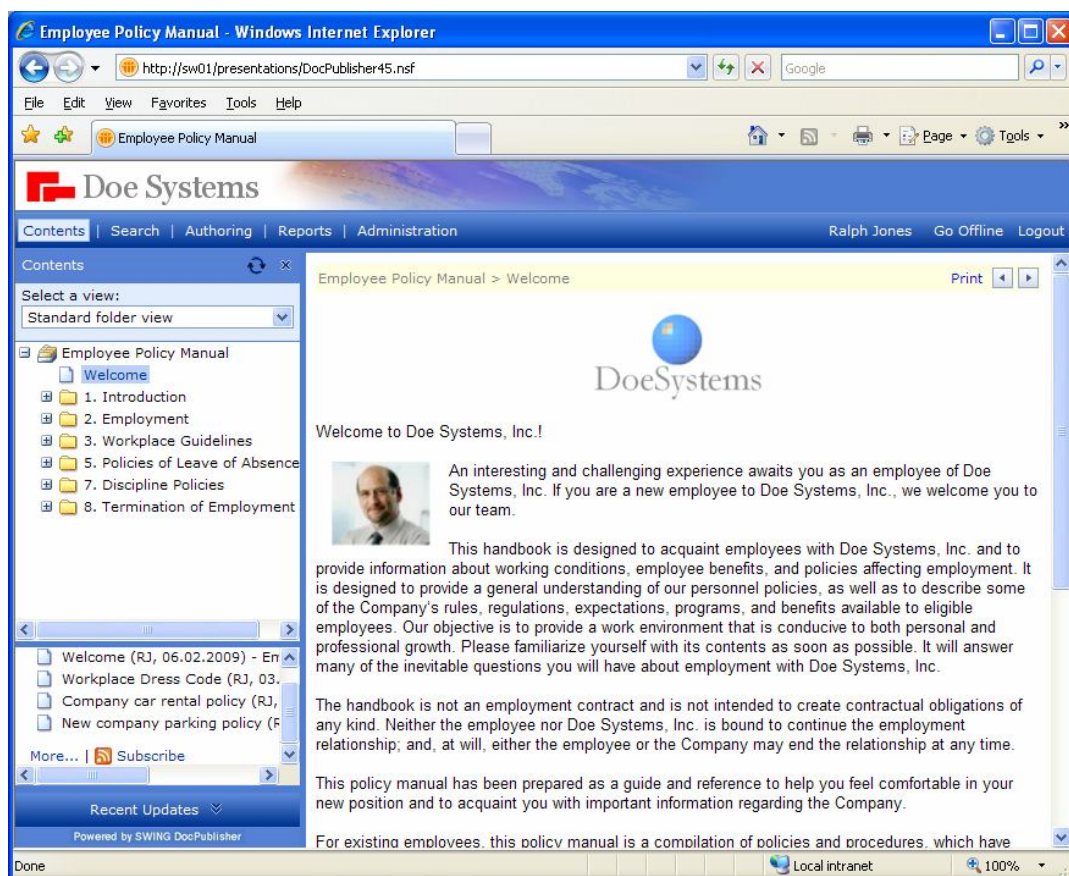 Employee Policy Manual - Windows Internet Explorer
http://sw01/presentations/DocPublisher45.nsf
Google
File Edit View Favorites Tools Help
Employee Policy Manual
Page Tools
Doe Systems
Contents | Search | Authoring | Reports | Administration
Ralph Jones Go Offline Logout
Contents
Select a view:
Standard folder view
Employee Policy Manual
Welcome
1. Introduction
2. Employment
3. Workplace Guidelines
5. Policies of Leave of Absence
7. Discipline Policies
8. Termination of Employment
Welcome (RJ, 06.02.2009) - Em
Workplace Dress Code (RJ, 03.
Company car rental policy (RJ,
New company parking policy (R
More... | Subscribe
Recent Updates
Powered by SWING DocPublisher
Employee Policy Manual > Welcome
Print
DoeSystems
Welcome to Doe Systems, Inc.!
An interesting and challenging experience awaits you as an employee of Doe
Systems, Inc. If you are a new employee to Doe Systems, Inc., we welcome you to
our team.
This handbook is designed to acquaint employees with Doe Systems, Inc. and to
provide information about working conditions, employee benefits, and policies affecting employment. It
is designed to provide a general understanding of our personnel policies, as well as to describe some
of the Company's rules, regulations, expectations, programs, and benefits available to eligible
employees. Our objective is to provide a work environment that is conducive to both personal and
professional growth. Please familiarize yourself with its contents as soon as possible. It will answer
many of the inevitable questions you will have about employment with Doe Systems, Inc.
The handbook is not an employment contract and is not intended to create contractual obligations of
any kind. Neither the employee nor Doe Systems, Inc. is bound to continue the employment
relationship; and, at will, either the employee or the Company may end the relationship at any time.
This policy manual has been prepared as a guide and reference to help you feel comfortable in your
new position and to acquaint you with important information regarding the Company.
For existing employees, this policy manual is a compilation of policies and procedures, which have
Done
Local intranet
100%